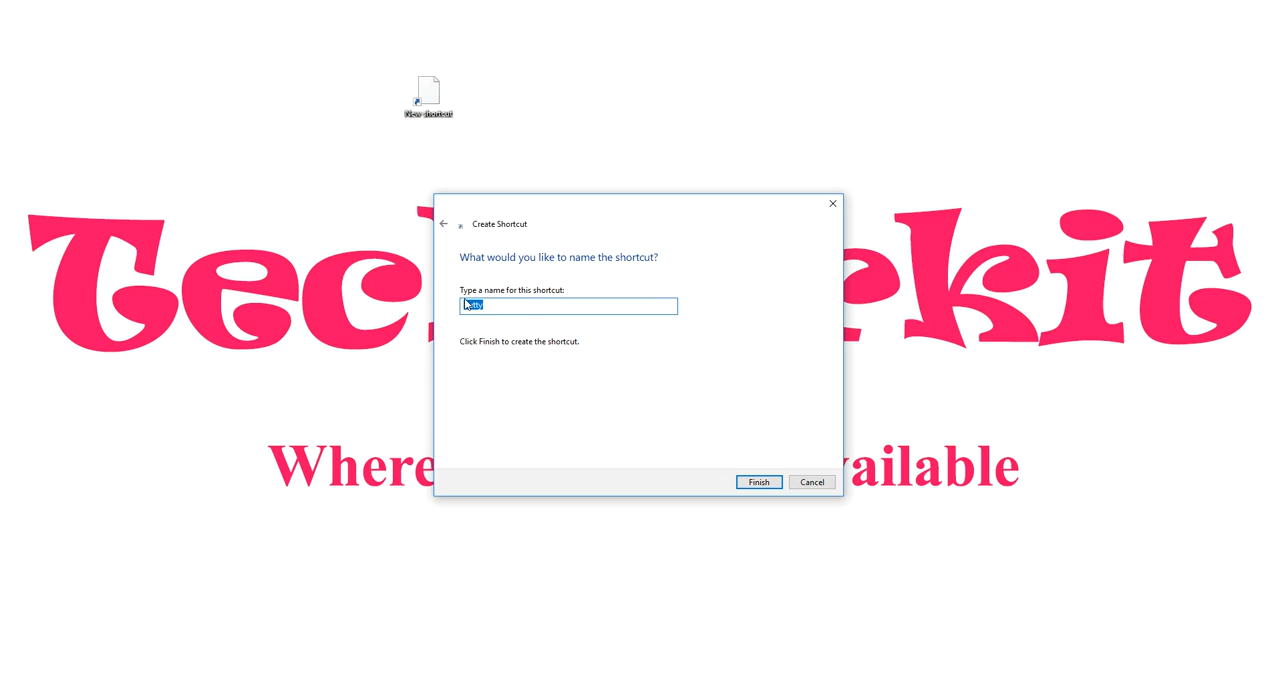 New shortcut
Create Shortcut
What would you like to name the shortcut?
Type a name for this shortcut:
Click Finish to create the shortcut.
Where
vailable
Finish
Cancel